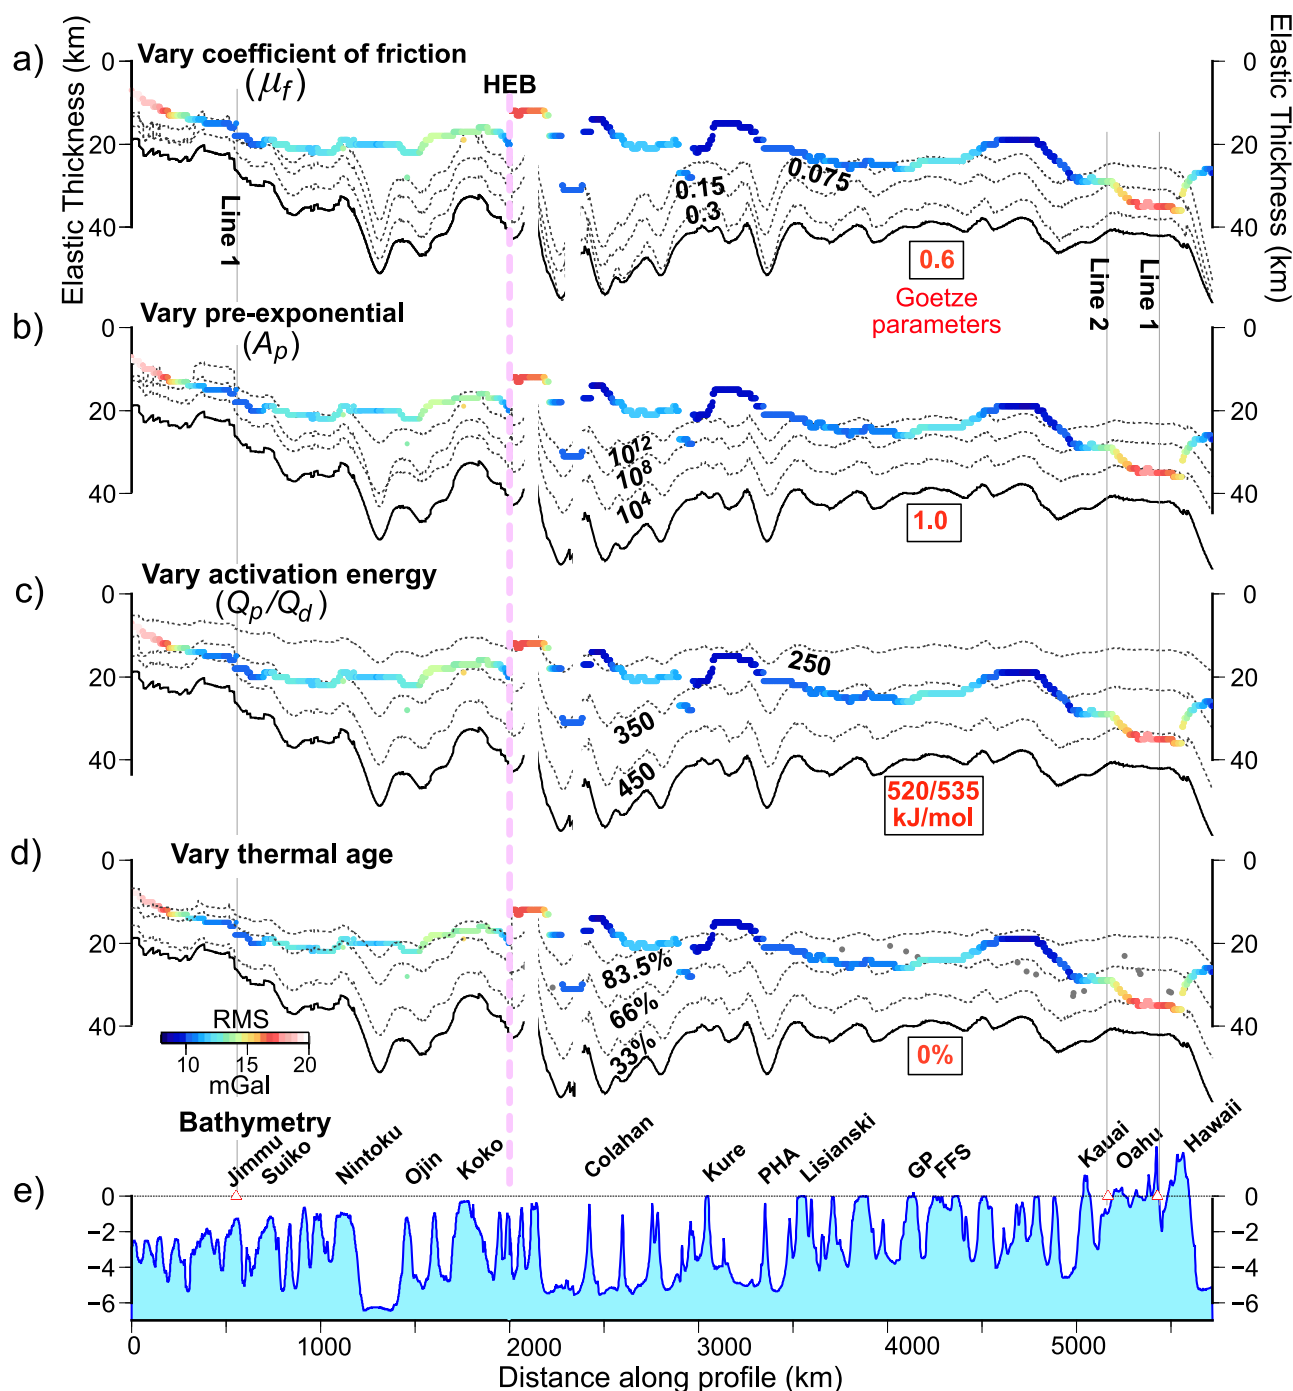 a)
Vary coefficient of friction
(μf)
HEB
Elastic Thickness (km)
Elastic Thickness (km)
0
20
40
0
20
40
Line 1
0.15
0.3
0.075
0.6
Goetze
parameters
Line 2
Line 1
b)
Vary pre-exponential
(Ap)
0
20
40
0
20
40
10¹²
10⁸
10⁴
1.0
c)
Vary activation energy
(Qp/Qd)
0
20
40
0
20
40
250
350
450
520/535
kJ/mol
d)
Vary thermal age
0
20
40
0
20
40
83.5%
66%
33%
0%
RMS
10 15 20
mGal
Bathymetry
Jimmu
Suiko
Nintoku
Ojin
Koko
Colahan
Kure
PHA
Lisianski
GP
FFS
Kauai
Oahu
Hawaii
e)
0
−2
−4
−6
0
−2
−4
−6
0 1000 2000 3000 4000 5000
Distance along profile (km)